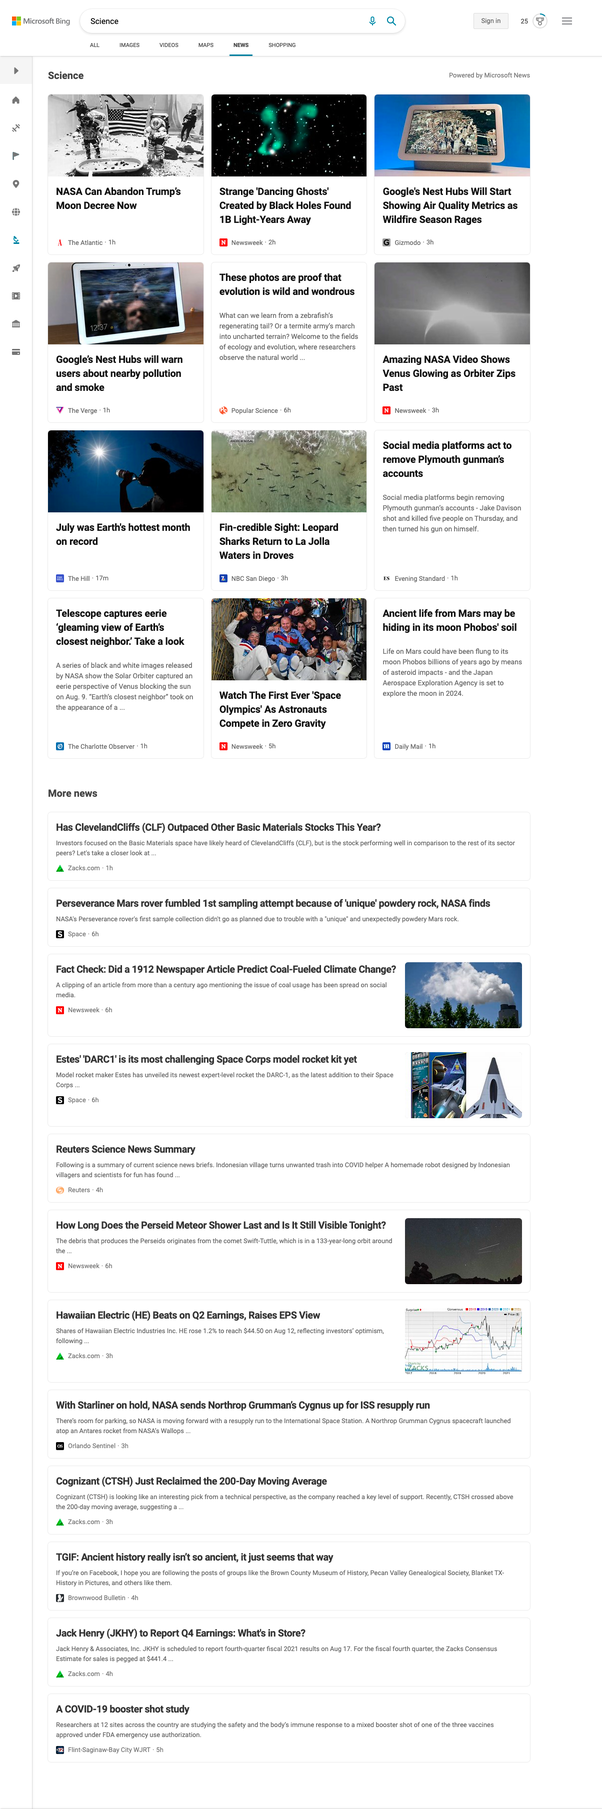 Microsoft Bing
Science
Sign in
25
ALL IMAGES VIDEOS MAPS NEWS SHOPPING
Science
Powered by Microsoft News
NASA Can Abandon Trump's
Moon Decree Now
The Atlantic · 1h
Strange 'Dancing Ghosts'
Created by Black Holes Found
1B Light-Years Away
Newsweek · 2h
Google's Nest Hubs Will Start
Showing Air Quality Metrics as
Wildfire Season Rages
Gizmodo · 3h
12:37
Google's Nest Hubs will warn
users about nearby pollution
and smoke
The Verge · 1h
These photos are proof that
evolution is wild and wondrous
What can we learn from a zebrafish's
regenerating tail? Or a termite army's march
into uncharted terrain? Welcome to the fields
of ecology and evolution, where researchers
observe the natural world ...
Popular Science · 6h
Amazing NASA Video Shows
Venus Glowing as Orbiter Zips
Past
Newsweek · 3h
July was Earth's hottest month
on record
The Hill · 17m
Fin-credible Sight: Leopard
Sharks Return to La Jolla
Waters in Droves
NBC San Diego · 3h
Social media platforms act to
remove Plymouth gunman's
accounts
Social media platforms begin removing
Plymouth gunman's accounts - Jake Davison
shot and killed five people on Thursday, and
then turned his gun on himself.
Evening Standard · 1h
Telescope captures eerie
'gleaming view of Earth's
closest neighbor.' Take a look
A series of black and white images released
by NASA show the Solar Orbiter captured an
eerie perspective of Venus blocking the sun
on Aug. 9. "Earth's closest neighbor" took on
the appearance of a ...
The Charlotte Observer · 1h
Watch The First Ever 'Space
Olympics' As Astronauts
Compete in Zero Gravity
Newsweek · 5h
Ancient life from Mars may be
hiding in its moon Phobos' soil
Life on Mars could have been flung to its
moon Phobos billions of years ago by means
of asteroid impacts - and the Japan
Aerospace Exploration Agency is set to
explore the moon in 2024.
Daily Mail · 1h
More news
Has ClevelandCliffs (CLF) Outpaced Other Basic Materials Stocks This Year?
Investors focused on the Basic Materials space have likely heard of ClevelandCliffs (CLF), but is the stock performing well in comparison to the rest of its sector
peers? Let's take a closer look at ...
Zacks.com · 1h
Perseverance Mars rover fumbled 1st sampling attempt because of 'unique' powdery rock, NASA finds
NASA's Perseverance rover's first sample collection didn't go as planned due to trouble with a "unique" and unexpectedly powdery Mars rock.
Space · 6h
Fact Check: Did a 1912 Newspaper Article Predict Coal-Fueled Climate Change?
A clipping of an article from more than a century ago mentioning the issue of coal usage has been spread on social
media.
Newsweek · 6h
Estes' 'DARC1' is its most challenging Space Corps model rocket kit yet
Model rocket maker Estes has unveiled its newest expert-level rocket the DARC-1, as the latest addition to their Space
Corps ...
Space · 6h
Reuters Science News Summary
Following is a summary of current science news briefs. Indonesian village turns unwanted trash into COVID helper A homemade robot designed by Indonesian
villagers and scientists for fun has found ...
Reuters · 4h
How Long Does the Perseid Meteor Shower Last and Is It Still Visible Tonight?
The debris that produces the Perseids originates from the comet Swift-Tuttle, which is in a 133-year-long orbit around
the ...
Newsweek · 6h
Hawaiian Electric (HE) Beats on Q2 Earnings, Raises EPS View
Shares of Hawaiian Electric Industries Inc. HE rose 1.2% to reach $44.50 on Aug 12, reflecting investors' optimism,
following ...
Zacks.com · 3h
ZACKS
With Starliner on hold, NASA sends Northrop Grumman's Cygnus up for ISS resupply run
There's room for parking, so NASA is moving forward with a resupply run to the International Space Station. A Northrop Grumman Cygnus spacecraft launched
atop an Antares rocket from NASA's Wallops ...
Orlando Sentinel · 3h
Cognizant (CTSH) Just Reclaimed the 200-Day Moving Average
Cognizant (CTSH) is looking like an interesting pick from a technical perspective, as the company reached a key level of support. Recently, CTSH crossed above
the 200-day moving average, suggesting a ...
Zacks.com · 3h
TGIF: Ancient history really isn't so ancient, it just seems that way
If you're on Facebook, I hope you are following the posts of groups like the Brown County Museum of History, Pecan Valley Genealogical Society, Blanket TX-
History in Pictures, and others like them.
Brownwood Bulletin · 4h
Jack Henry (JKHY) to Report Q4 Earnings: What's in Store?
Jack Henry & Associates, Inc. JKHY is scheduled to report fourth-quarter fiscal 2021 results on Aug 17. For the fiscal fourth quarter, the Zacks Consensus
Estimate for sales is pegged at $441.4 ...
Zacks.com · 4h
A COVID-19 booster shot study
Researchers at 12 sites across the country are studying the safety and the body's immune response to a mixed booster shot of one of the three vaccines
approved under FDA emergency use authorization.
Flint-Saginaw-Bay City WJRT · 5h